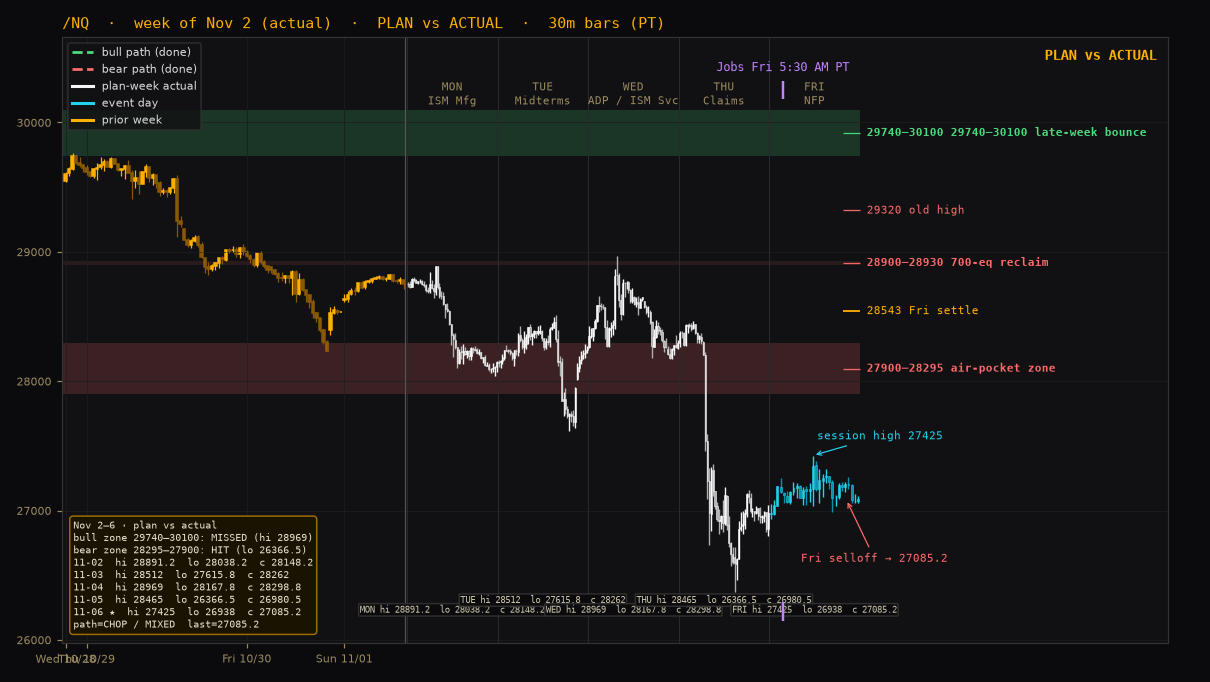 /NQ · week of Nov 2 (actual) · PLAN vs ACTUAL · 30m bars (PT)
bull path (done)
bear path (done)
plan-week actual
event day
prior week
PLAN vs ACTUAL
Jobs Fri 5:30 AM PT
MON
ISM Mfg
TUE
Midterms
WED
ADP / ISM Svc
THU
Claims
FRI
NFP
30000
29000
28000
27000
26000
29740–30100 29740–30100 late-week bounce
29320 old high
28900–28930 700-eq reclaim
28543 Fri settle
27900–28295 air-pocket zone
session high 27425
Fri selloff → 27085.2
Nov 2–6 · plan vs actual
bull zone 29740–30100: MISSED (hi 28969)
bear zone 28295–27900: HIT (lo 26366.5)
11-02 hi 28891.2 lo 28038.2 c 28148.2
11-03 hi 28512 lo 27615.8 c 28262
11-04 hi 28969 lo 28167.8 c 28298.8
11-05 hi 28465 lo 26366.5 c 26980.5
11-06 ★ hi 27425 lo 26938 c 27085.2
path=CHOP / MIXED last=27085.2
TUE hi 28512 lo 27615.8 c 28262
THU hi 28465 lo 26366.5 c 26980.5
MON hi 28891.2 lo 28038.2 c 28148.2
WED hi 28969 lo 28167.8 c 28298.8
FRI hi 27425 lo 26938 c 27085.2
Wed 10/28
Thu 10/29
Fri 10/30
Sun 11/01